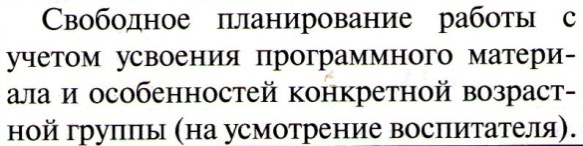 Свободное планирование работы с
учетом усвоения программного матери-
ала и особенностей конкретной возраст-
ной группы (на усмотрение воспитателя).